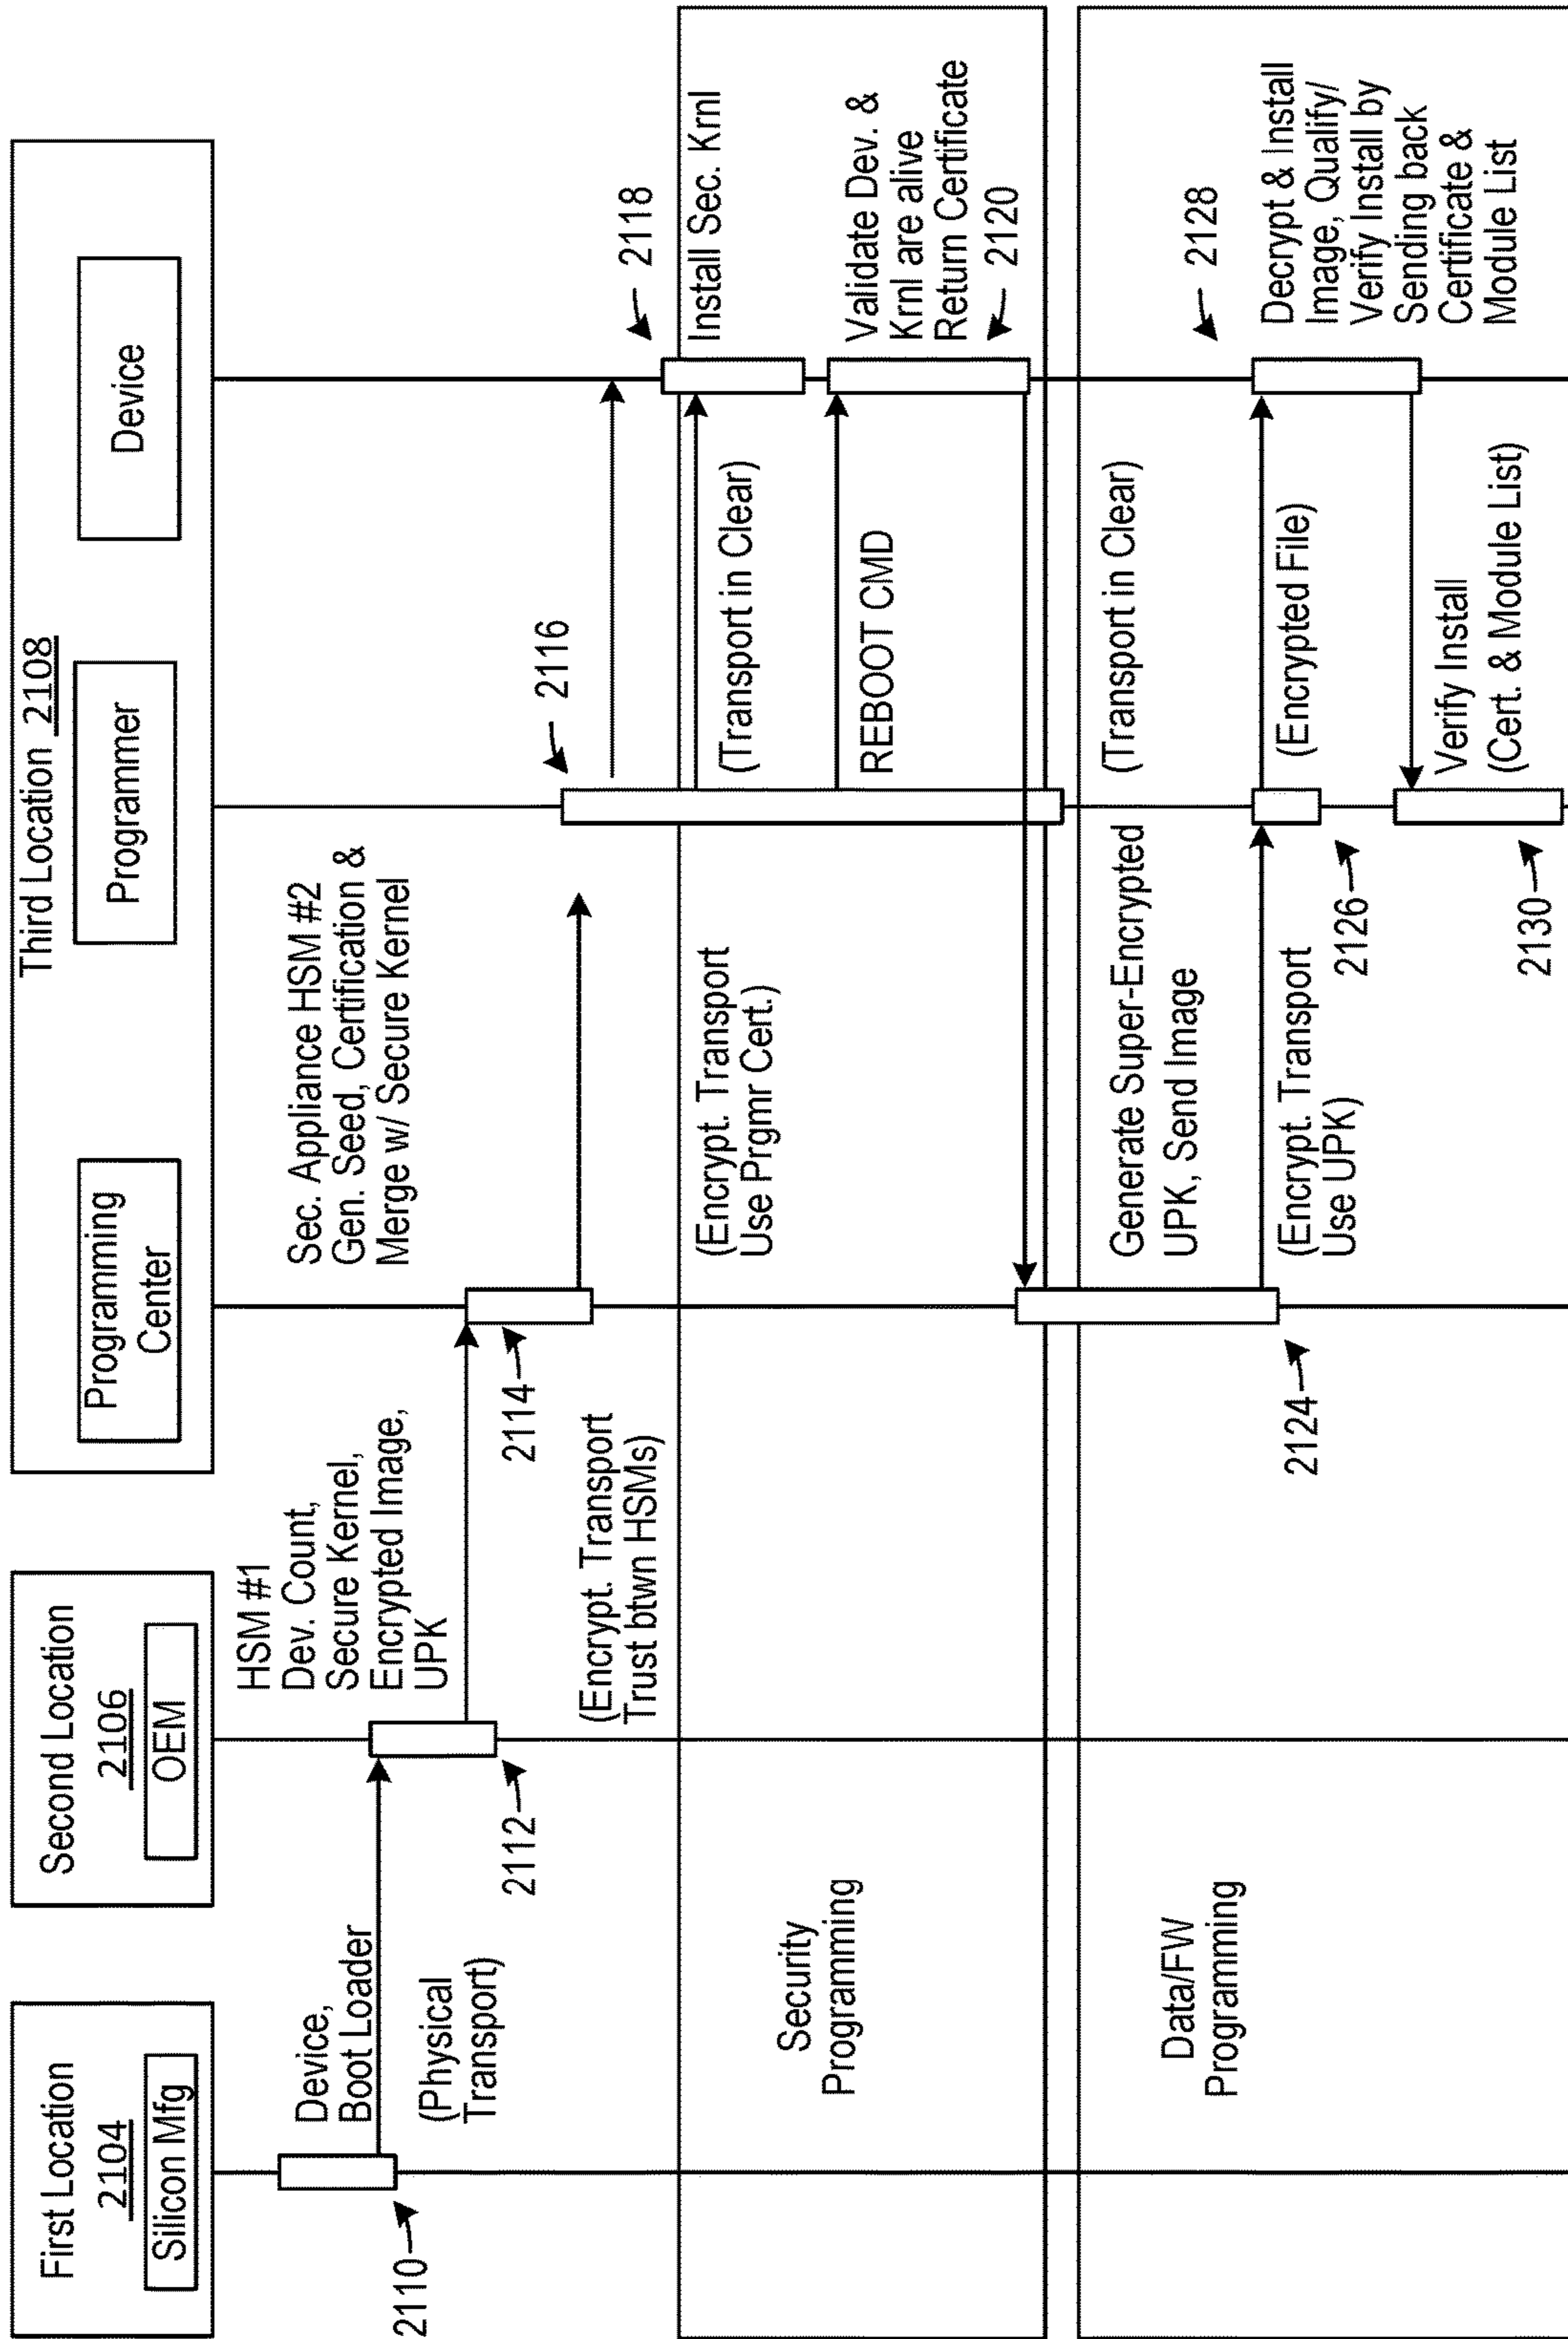 First Location
2104
Silicon Mfg
Second Location
2106
OEM
Third Location 2108
Programming
Center
Programmer
Device
2110
Device,
Boot Loader
(Physical
Transport)
2112
HSM #1
Dev. Count,
Secure Kernel,
Encrypted Image,
UPK
(Encrypt. Transport
Trust btwn HSMs)
2114
Sec. Appliance HSM #2
Gen. Seed, Certification &
Merge w/ Secure Kernel
2116
2118
Security
Programming
(Encrypt. Transport
Use Prgmr Cert.)
(Transport in Clear)
Install Sec. Krnl
REBOOT CMD
Validate Dev. &
Krnl are alive
Return Certificate
2120
Data/FW
Programming
2124
Generate Super-Encrypted
UPK, Send Image
(Encrypt. Transport
Use UPK)
(Transport in Clear)
(Encrypted File)
2126
2128
Decrypt & Install
Image, Qualify/
Verify Install by
Sending back
Certificate &
Module List
Verify Install
(Cert. & Module List)
2130